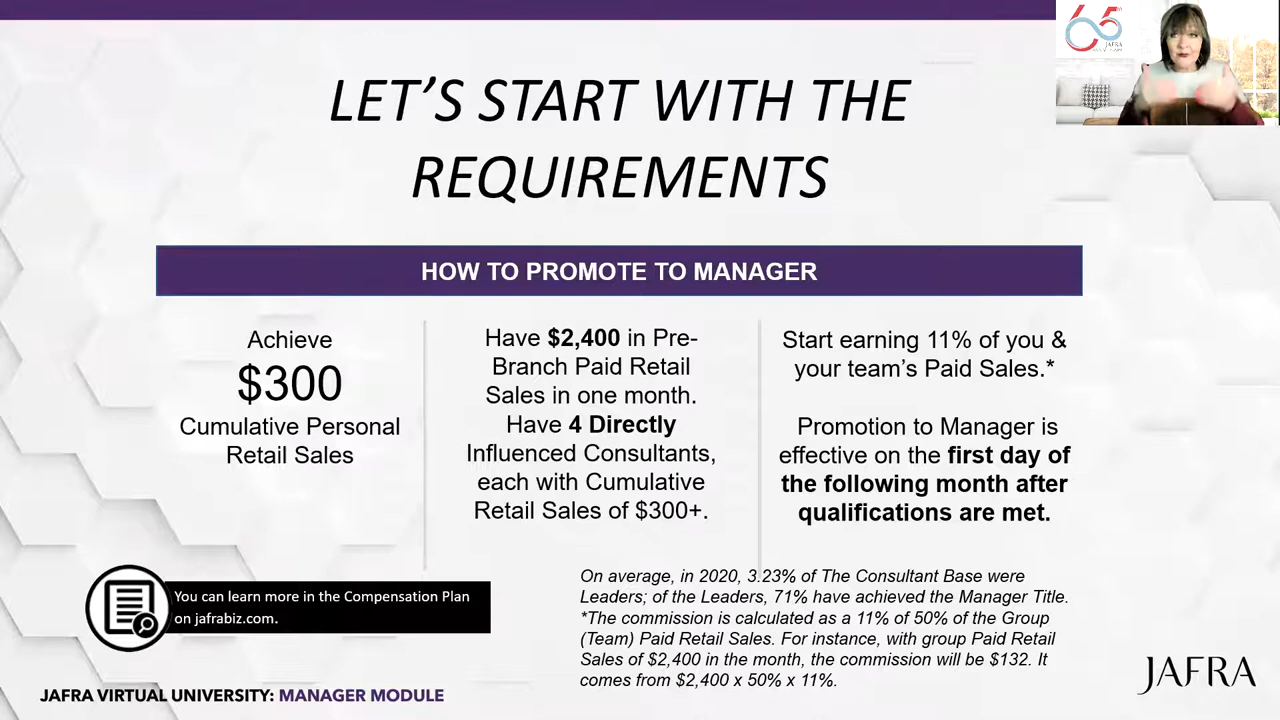 65
JAFRA
LET'S START WITH THE
REQUIREMENTS
HOW TO PROMOTE TO MANAGER
Achieve
$300
Cumulative Personal
Retail Sales
Have $2,400 in Pre-
Branch Paid Retail
Sales in one month.
Have 4 Directly
Influenced Consultants,
each with Cumulative
Retail Sales of $300+.
Start earning 11% of you &
your team's Paid Sales.*
Promotion to Manager is
effective on the first day of
the following month after
qualifications are met.
You can learn more in the Compensation Plan
on jafrabiz.com.
On average, in 2020, 3.23% of The Consultant Base were
Leaders; of the Leaders, 71% have achieved the Manager Title.
*The commission is calculated as a 11% of 50% of the Group
(Team) Paid Retail Sales. For instance, with group Paid Retail
Sales of $2,400 in the month, the commission will be $132. It
comes from $2,400 x 50% x 11%.
JAFRA VIRTUAL UNIVERSITY: MANAGER MODULE
JAFRA